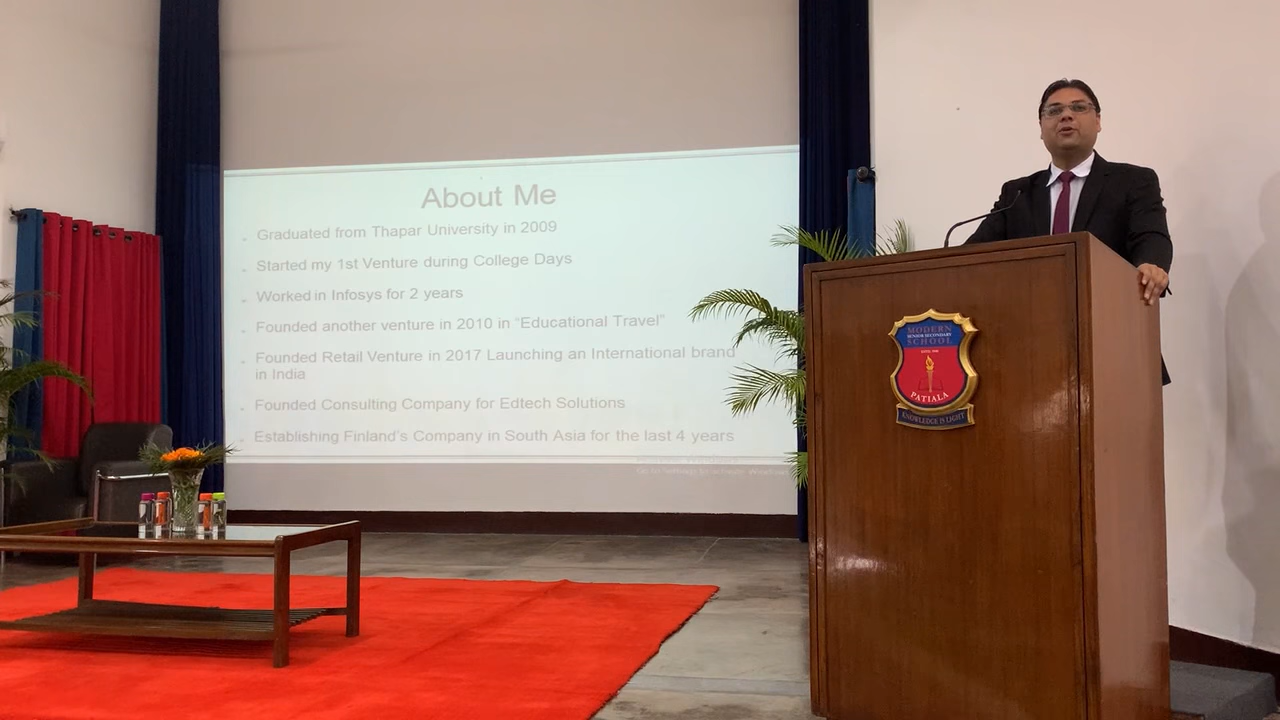 About Me
Graduated from Thapar University in 2009
Started my 1st Venture during College Days
Worked in Infosys for 2 years
Founded another venture in 2010 in "Educational Travel"
Founded Retail Venture in 2017 Launching an International brand
in India
Founded Consulting Company for Edtech Solutions
Establishing Finland's Company in South Asia for the last 4 years
MODERN
SENIOR SECONDARY
SCHOOL
PATIALA
KNOWLEDGE IS LIGHT